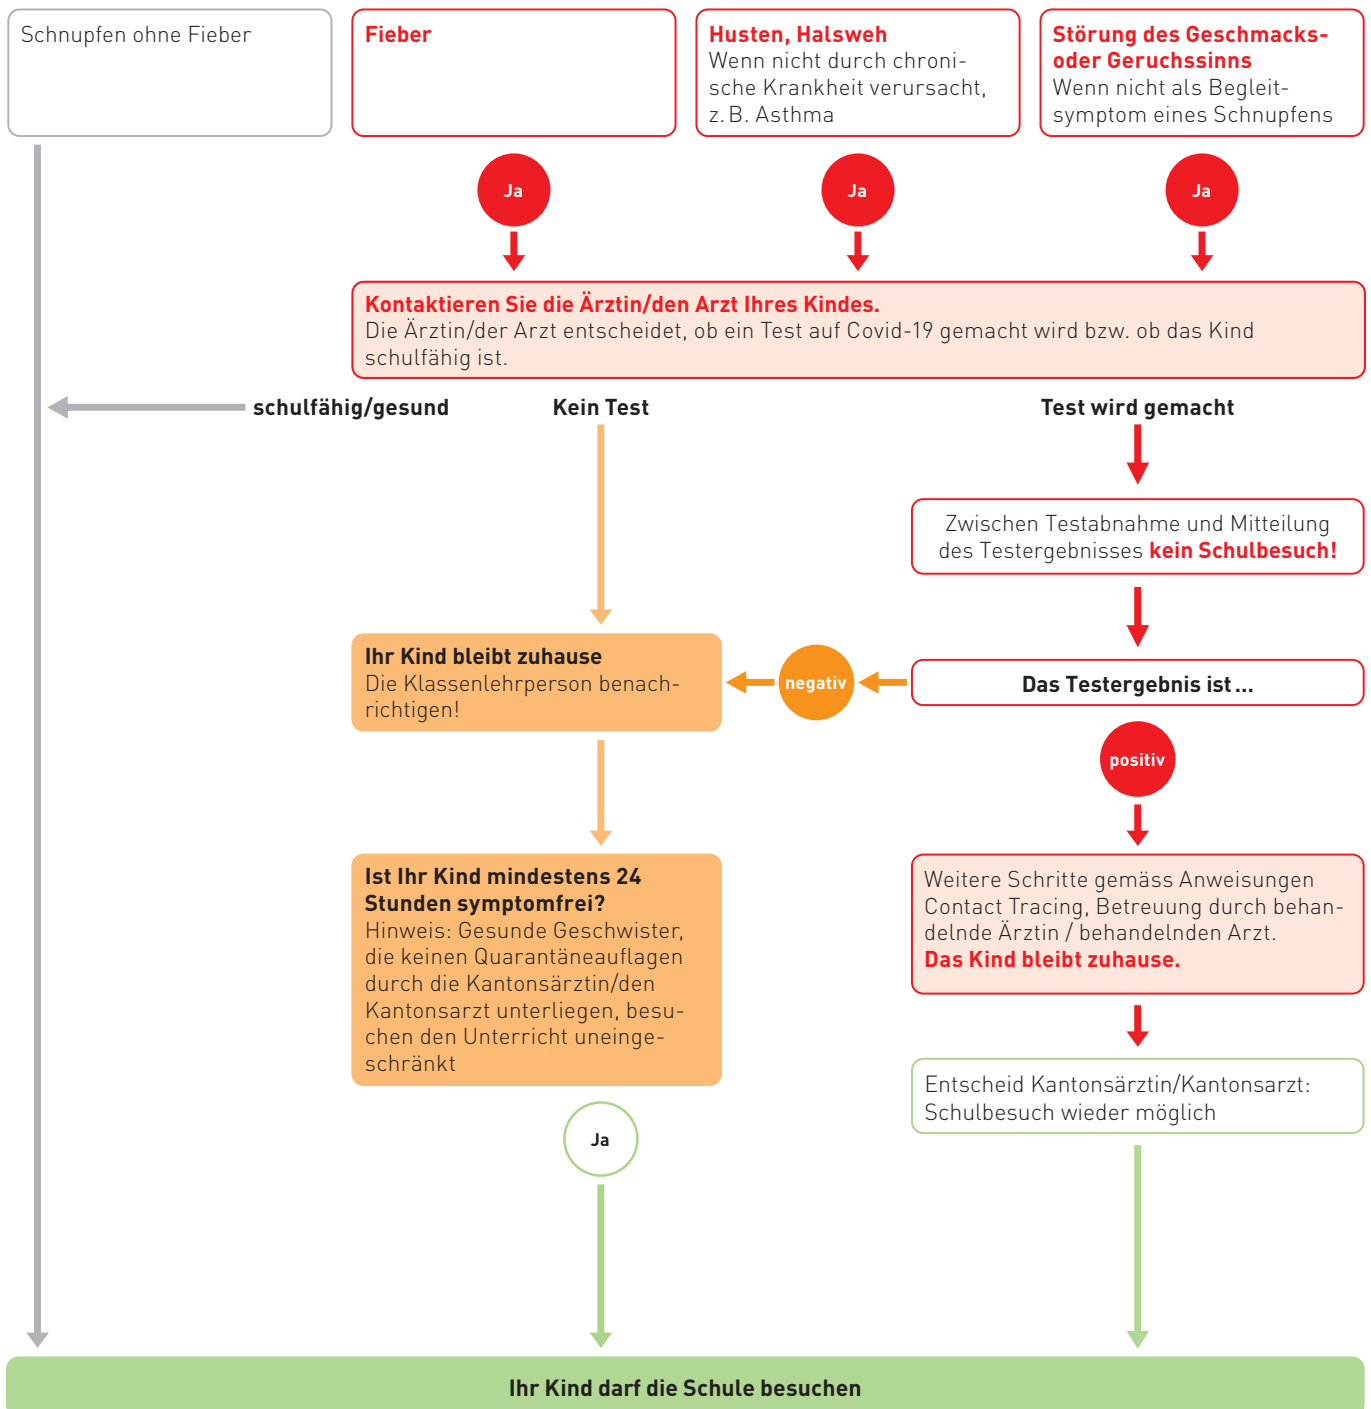 Schnupfen ohne Fieber
Fieber
Husten, Halsweh
Wenn nicht durch chroni-
sche Krankheit verursacht,
z. B. Asthma
Störung des Geschmacks-
oder Geruchssinns
Wenn nicht als Begleit-
symptom eines Schnupfens
Ja
Ja
Ja
Kontaktieren Sie die Ärztin/den Arzt Ihres Kindes.
Die Ärztin/der Arzt entscheidet, ob ein Test auf Covid-19 gemacht wird bzw. ob das Kind
schulfähig ist.
schulfähig/gesund
Kein Test
Test wird gemacht
Zwischen Testabnahme und Mitteilung
des Testergebnisses kein Schulbesuch!
Ihr Kind bleibt zuhause
Die Klassenlehrperson benach-
richtigen!
negativ
Das Testergebnis ist ...
positiv
Ist Ihr Kind mindestens 24
Stunden symptomfrei?
Hinweis: Gesunde Geschwister,
die keinen Quarantäneauflagen
durch die Kantonsärztin/den
Kantonsarzt unterliegen, besu-
chen den Unterricht uneinge-
schränkt
Weitere Schritte gemäss Anweisungen
Contact Tracing, Betreuung durch behan-
delnde Ärztin / behandelnden Arzt.
Das Kind bleibt zuhause.
Entscheid Kantonsärztin/Kantonsarzt:
Schulbesuch wieder möglich
Ja
Ihr Kind darf die Schule besuchen